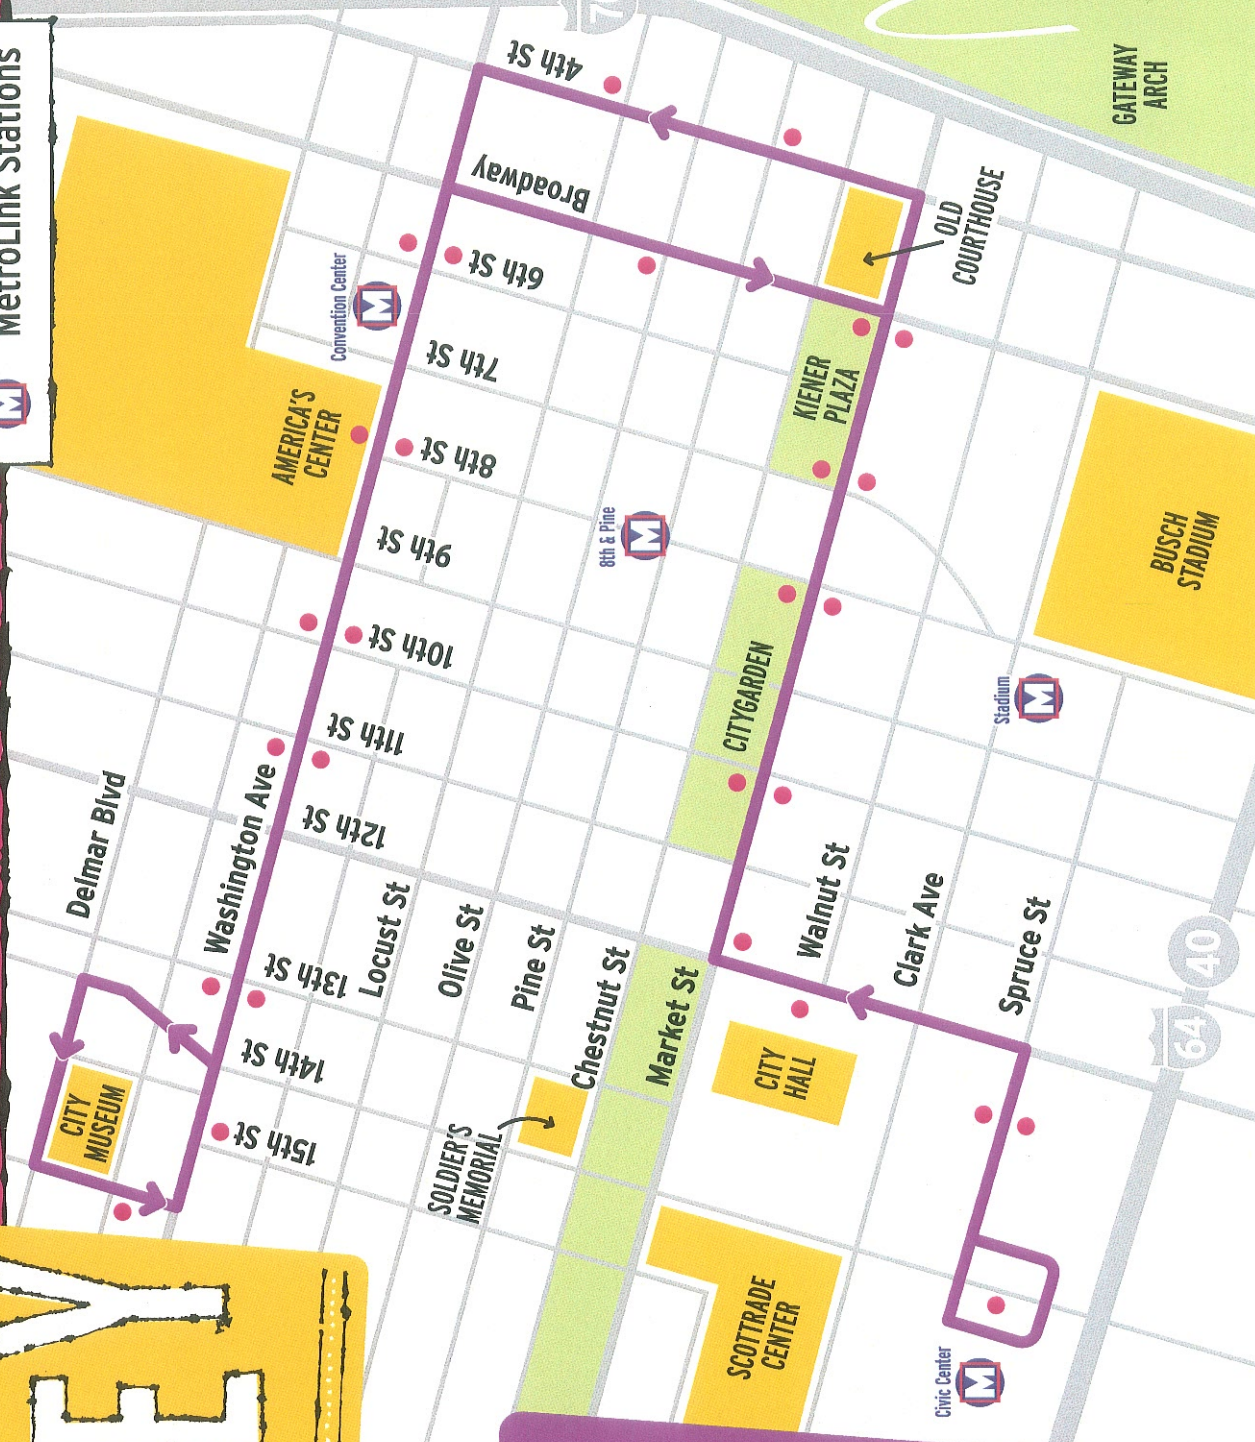 MetroLink Stations
M
GATEWAY
ARCH
70
4th St
Broadway
OLD
COURTHOUSE
6th St
Convention Center
M
7th St
KIENER
PLAZA
AMERICA'S
CENTER
8th St
8th & Pine
M
9th St
BUSCH
STADIUM
10th St
CITYGARDEN
Stadium
M
11th St
12th St
Delmar Blvd
Washington Ave
Locust St
Olive St
Pine St
Chestnut St
Market St
Walnut St
Clark Ave
Spruce St
40
64
13th St
14th St
15th St
CITY
MUSEUM
SOLDIER'S
MEMORIAL
CITY
HALL
SCOTTRADE
CENTER
Civic Center
M